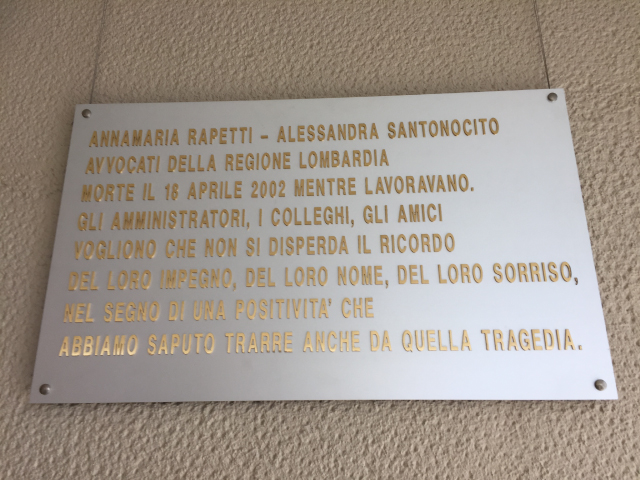 ANNAMARIA RAPETTI – ALESSANDRA SANTONOCITO
AVVOCATI DELLA REGIONE LOMBARDIA
MORTE IL 18 APRILE 2002 MENTRE LAVORAVANO.
GLI AMMINISTRATORI, I COLLEGHI, GLI AMICI
VOGLIONO CHE NON SI DISPERDA IL RICORDO
DEL LORO IMPEGNO, DEL LORO NOME, DEL LORO SORRISO,
NEL SEGNO DI UNA POSITIVITA' CHE
ABBIAMO SAPUTO TRARRE ANCHE DA QUELLA TRAGEDIA.